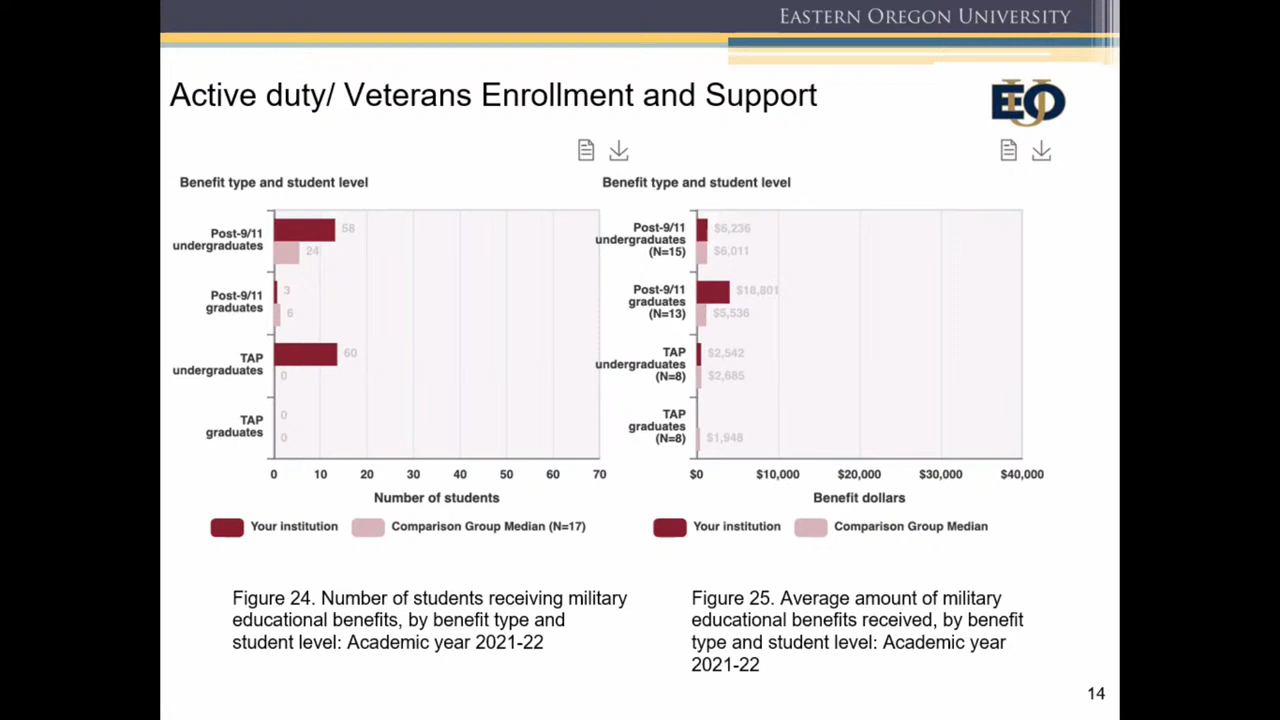 EASTERN OREGON UNIVERSITY
Active duty/ Veterans Enrollment and Support
EOU
Benefit type and student level
Post-9/11
undergraduates
58
24
Post-9/11
graduates
3
6
TAP
undergraduates
60
0
TAP
graduates
0
0
0 10 20 30 40 50 60 70
Number of students
Your institution Comparison Group Median (N=17)
Figure 24. Number of students receiving military
educational benefits, by benefit type and
student level: Academic year 2021-22
Benefit type and student level
Post-9/11
undergraduates
(N=15)
$6,236
$6,011
Post-9/11
graduates
(N=13)
$18,801
$5,536
TAP
undergraduates
(N=8)
$2,542
$2,685
TAP
graduates
(N=8)
$1,948
$0 $10,000 $20,000 $30,000 $40,000
Benefit dollars
Your institution Comparison Group Median
Figure 25. Average amount of military
educational benefits received, by benefit
type and student level: Academic year
2021-22
14